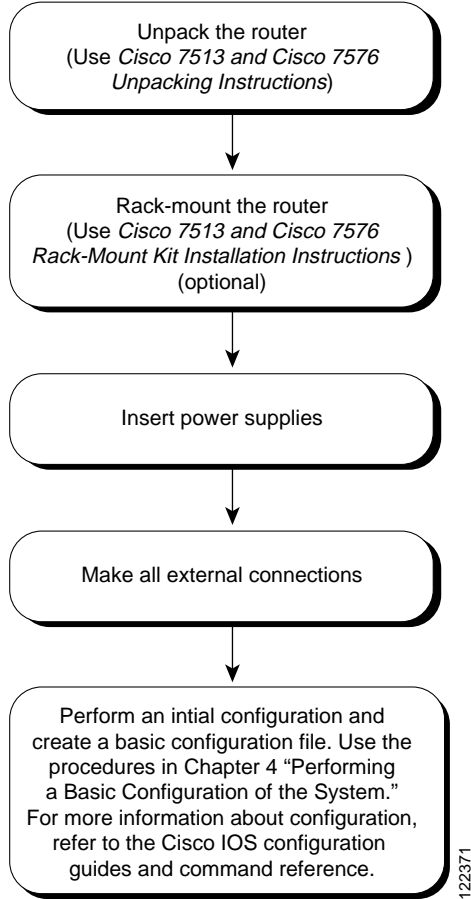 Unpack the router
(Use Cisco 7513 and Cisco 7576
Unpacking Instructions)
Rack-mount the router
(Use Cisco 7513 and Cisco 7576
Rack-Mount Kit Installation Instructions )
(optional)
Insert power supplies
Make all external connections
Perform an intial configuration and
create a basic configuration file. Use the
procedures in Chapter 4 “Performing
a Basic Configuration of the System.”
For more information about configuration,
refer to the Cisco IOS configuration
guides and command reference.
122371